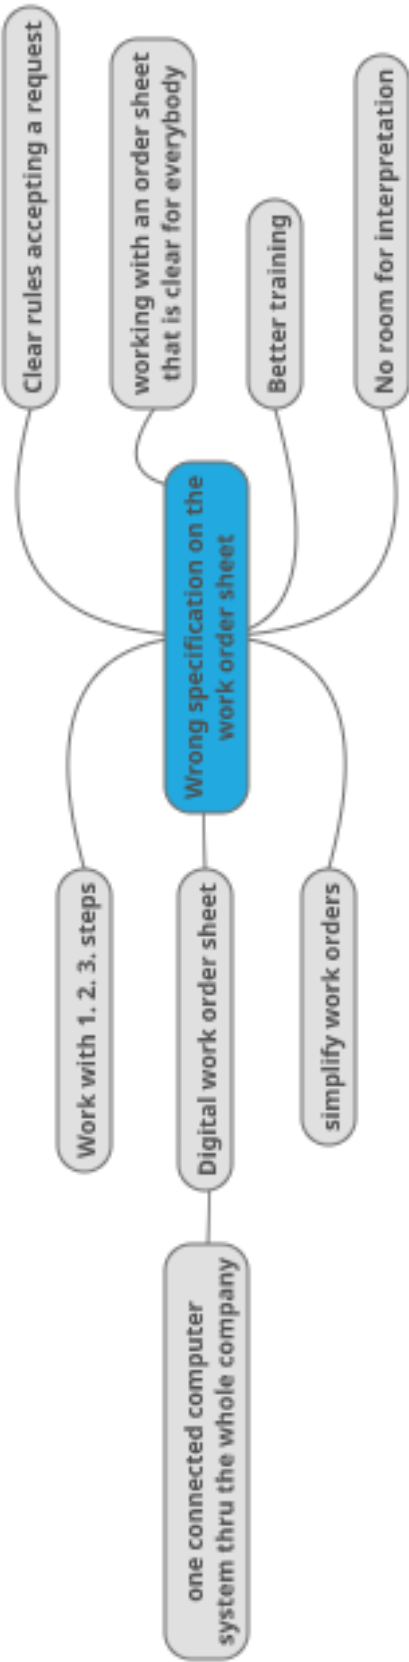 Clear rules accepting a request
working with an order sheet
that is clear for everybody
Better training
No room for interpretation
Wrong specification on the
work order sheet
Work with 1. 2. 3. steps
Digital work order sheet
simplify work orders
one connected computer
system thru the whole company